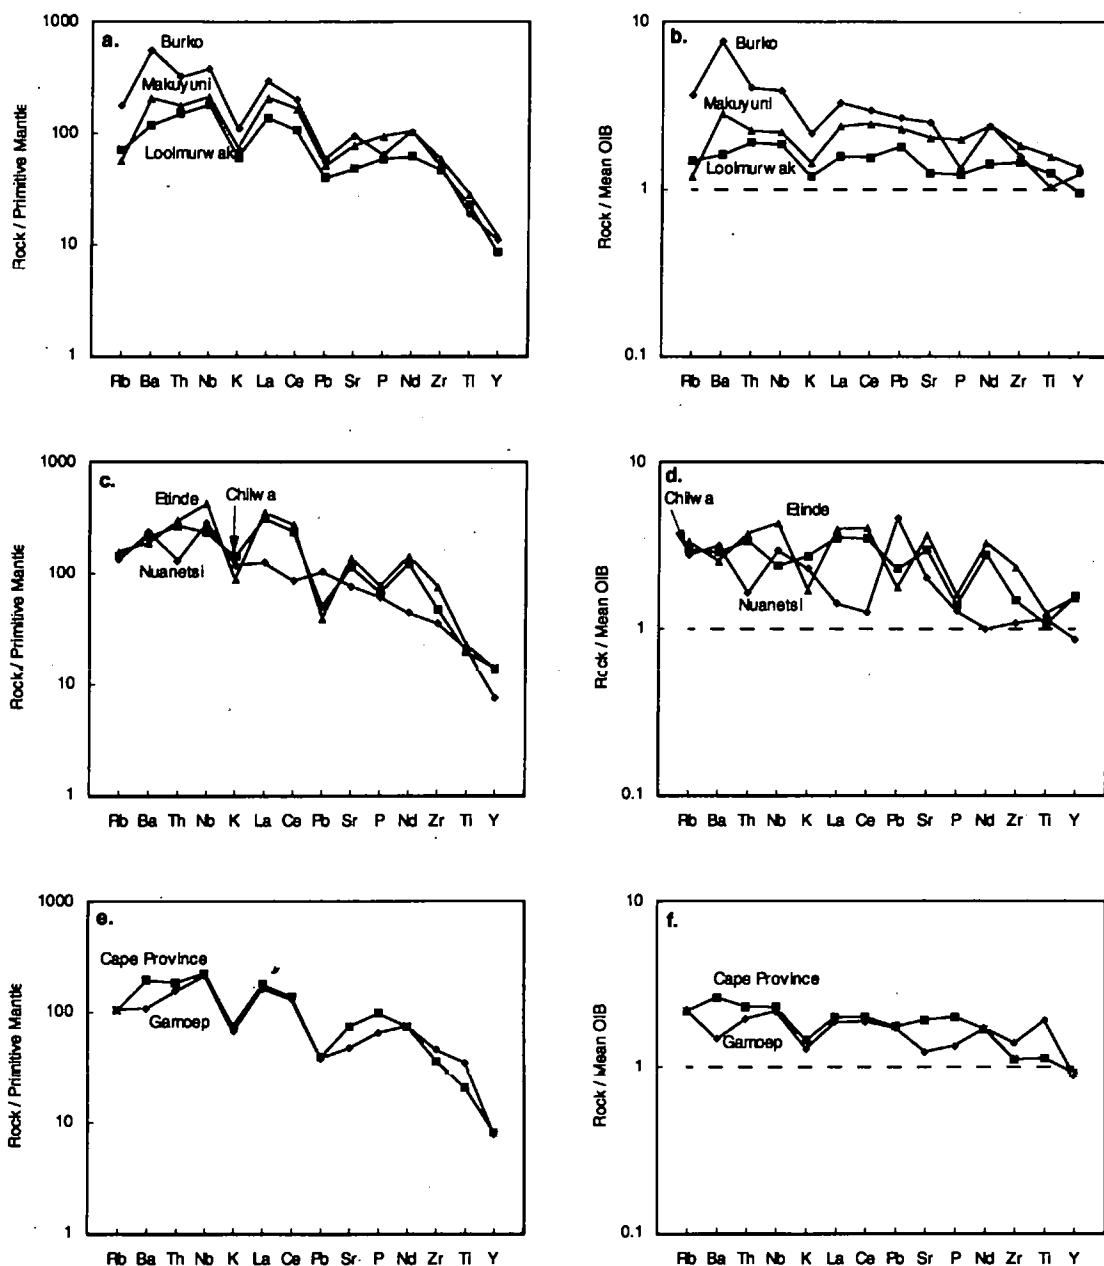 a.
1000
100
10
1
Rock / Primitive Mantle
Burko
Makuyuni
Loolmurwak
Rb Ba Th Nb K La Ce Pb Sr P Nd Zr Ti Y
b.
10
1
0.1
Rock / Mean OIB
Burko
Makuyuni
Loolmurwak
Rb Ba Th Nb K La Ce Pb Sr P Nd Zr Ti Y
c.
1000
100
10
1
Rock / Primitive Mantle
Etinde
Chilwa
Nuanetsi
Rb Ba Th Nb K La Ce Pb Sr P Nd Zr Ti Y
d.
10
1
0.1
Rock / Mean OIB
Chilwa
Etinde
Nuanetsi
Rb Ba Th Nb K La Ce Pb Sr P Nd Zr Ti Y
e.
1000
100
10
1
Rock / Primitive Mantle
Cape Province
Gamoep
Rb Ba Th Nb K La Ce Pb Sr P Nd Zr Ti Y
f.
10
1
0.1
Rock / Mean OIB
Cape Province
Gamoep
Rb Ba Th Nb K La Ce Pb Sr P Nd Zr Ti Y